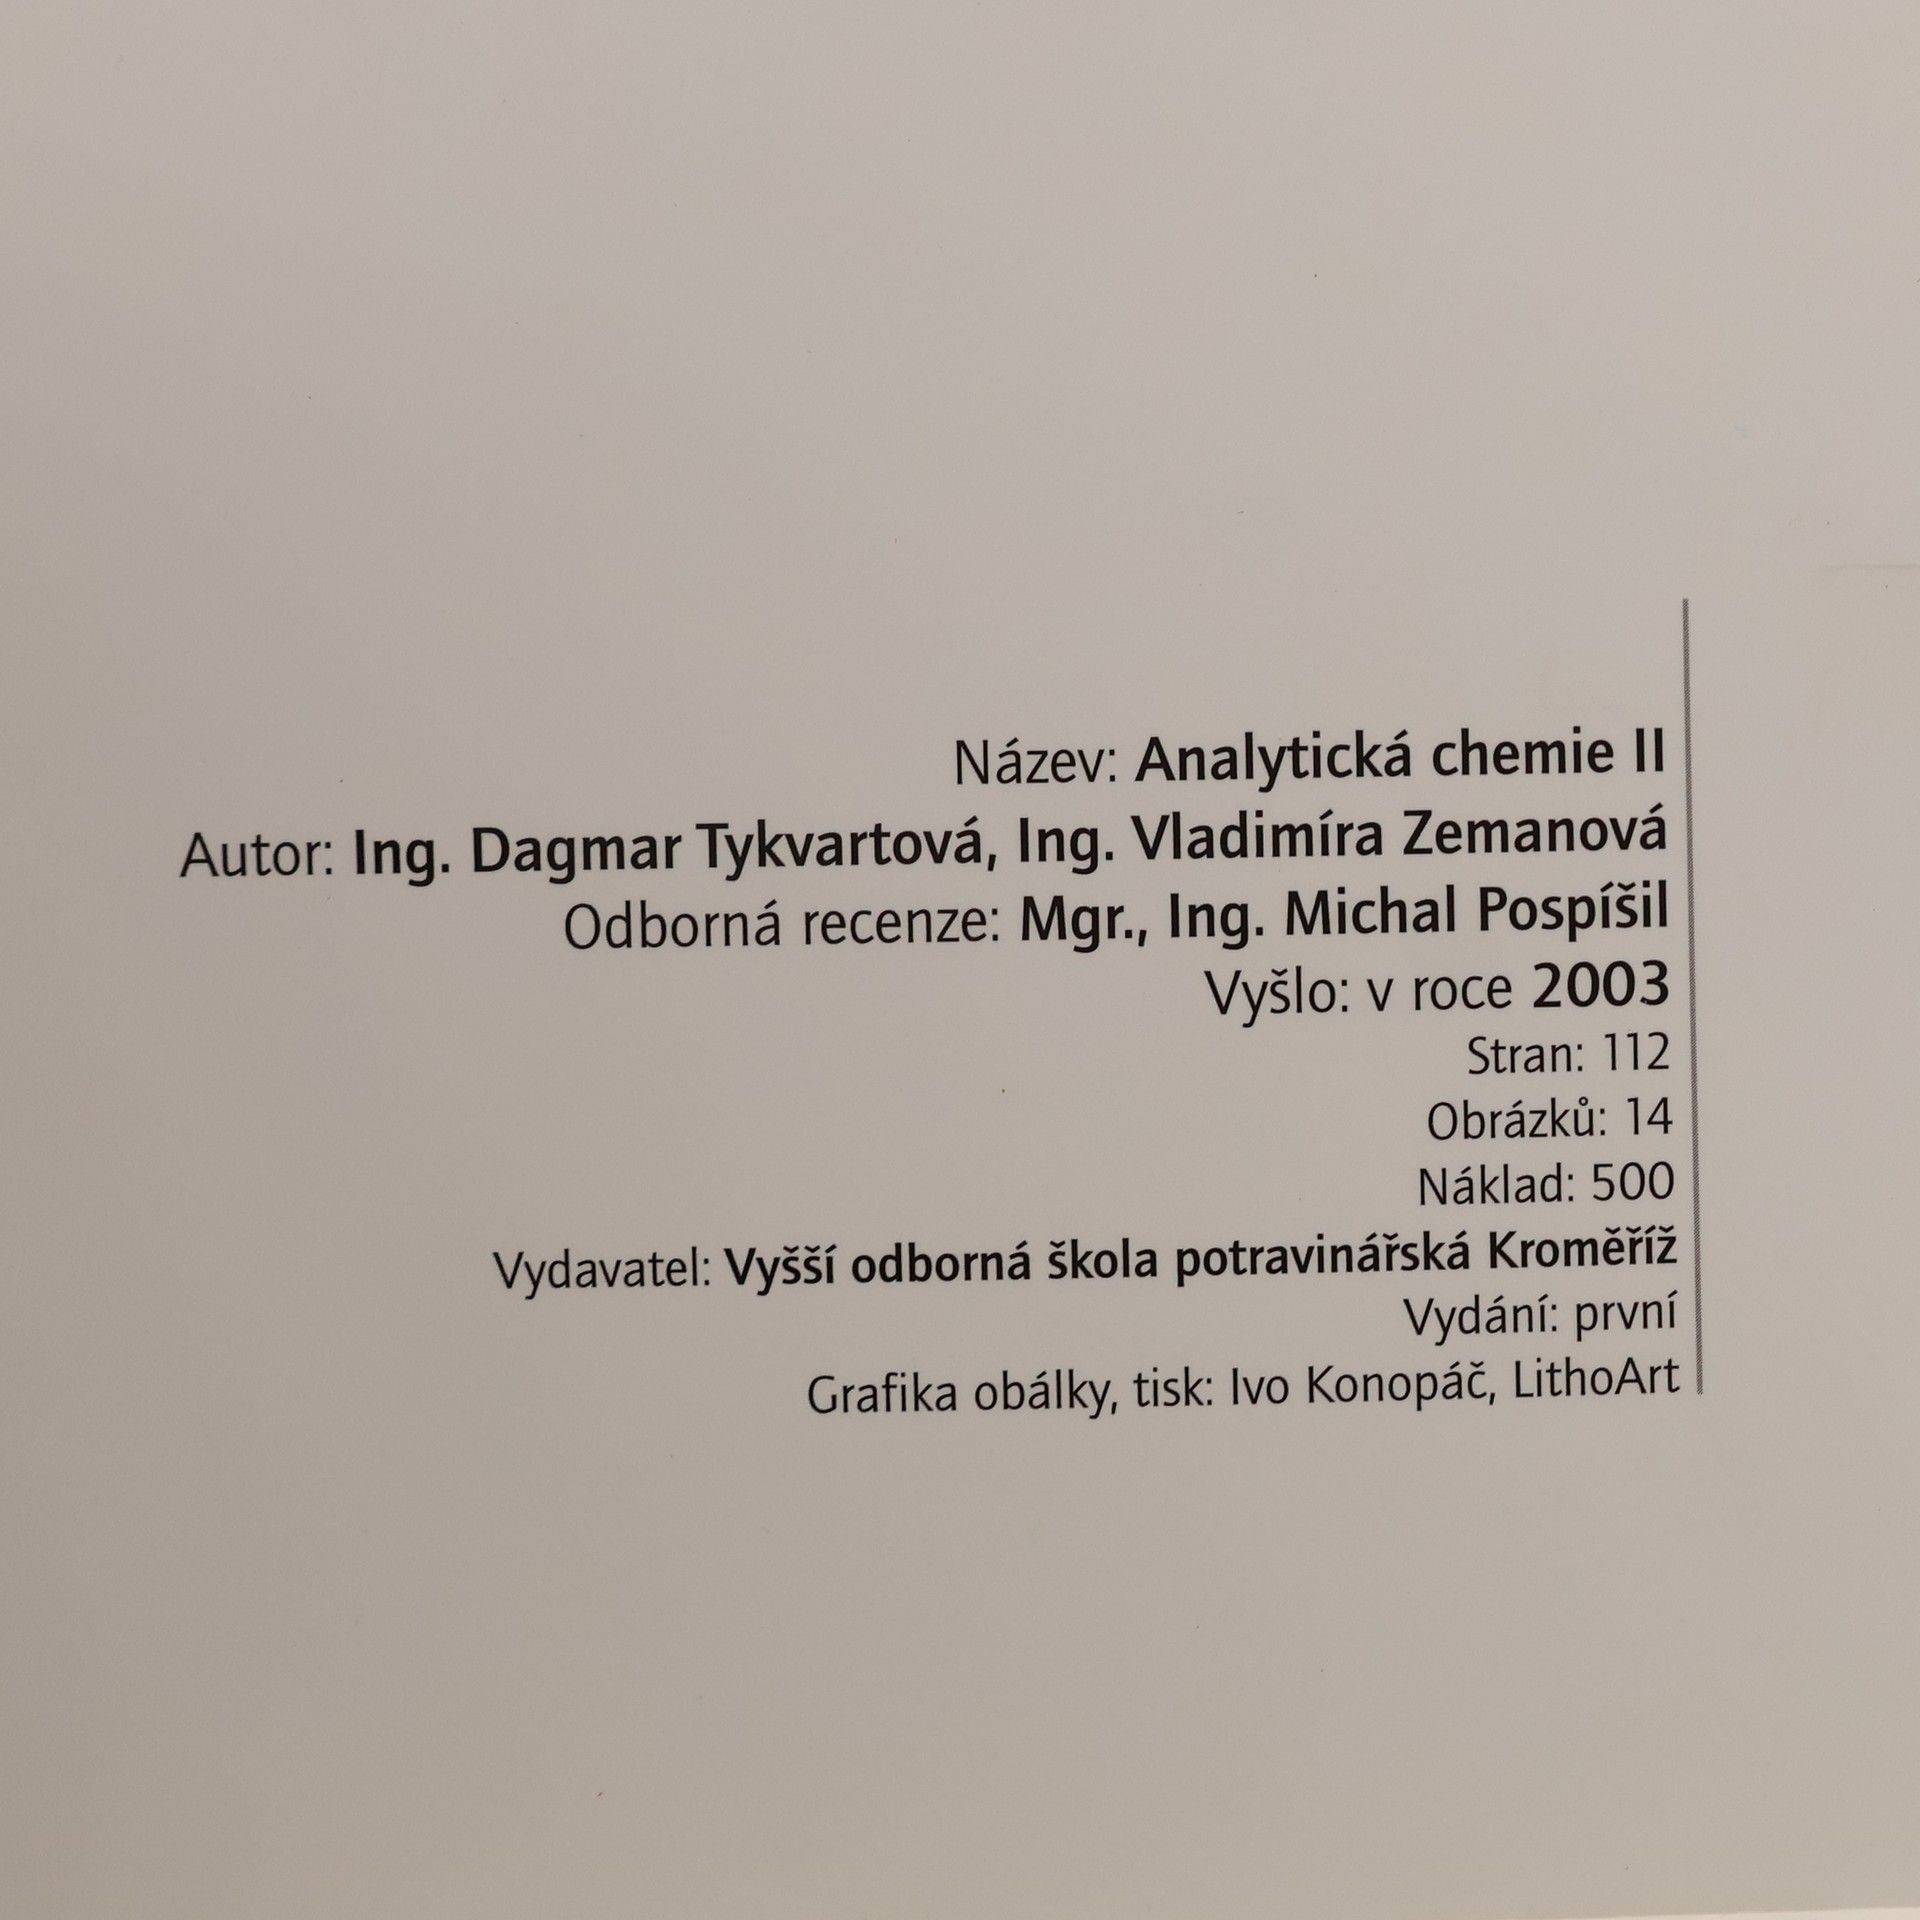 Název: Analytická chemie II
Autor: Ing. Dagmar Tykvartová, Ing. Vladimíra Zemanová
Odborná recenze: Mgr., Ing. Michal Pospíšil
Vyšlo: v roce 2003
Stran: 112
Obrázků: 14
Náklad: 500
Vydavatel: Vyšší odborná škola potravinářská Kroměříž
Vydání: první
Grafika obálky, tisk: Ivo Konopáč, LithoArt